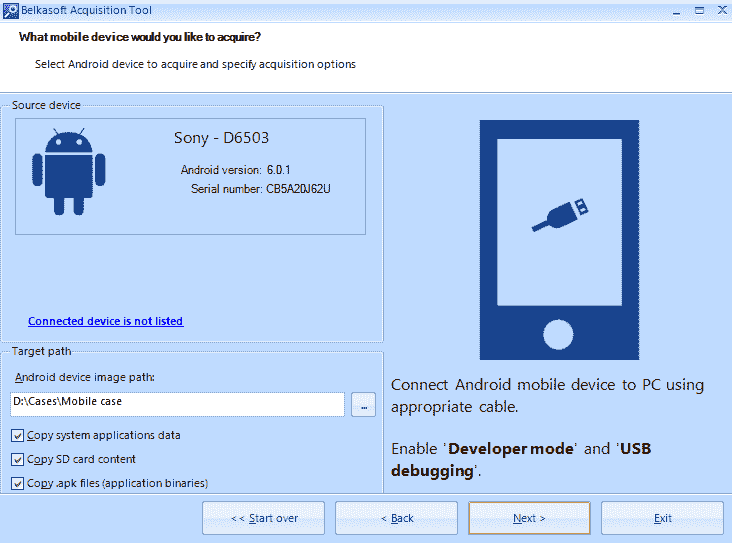 Belkasoft Acquisition Tool
What mobile device would you like to acquire?
Select Android device to acquire and specify acquisition options
Source device
Sony - D6503
Android version: 6.0.1
Serial number: CB5A20J62U
Connected device is not listed
Target path
Android device image path:
D:\Cases\Mobile case
...
Copy system applications data
Copy SD card content
Copy .apk files (application binaries)
Connect Android mobile device to PC using
appropriate cable.
Enable 'Developer mode' and 'USB
debugging'.
<< Start over
< Back
Next >
Exit